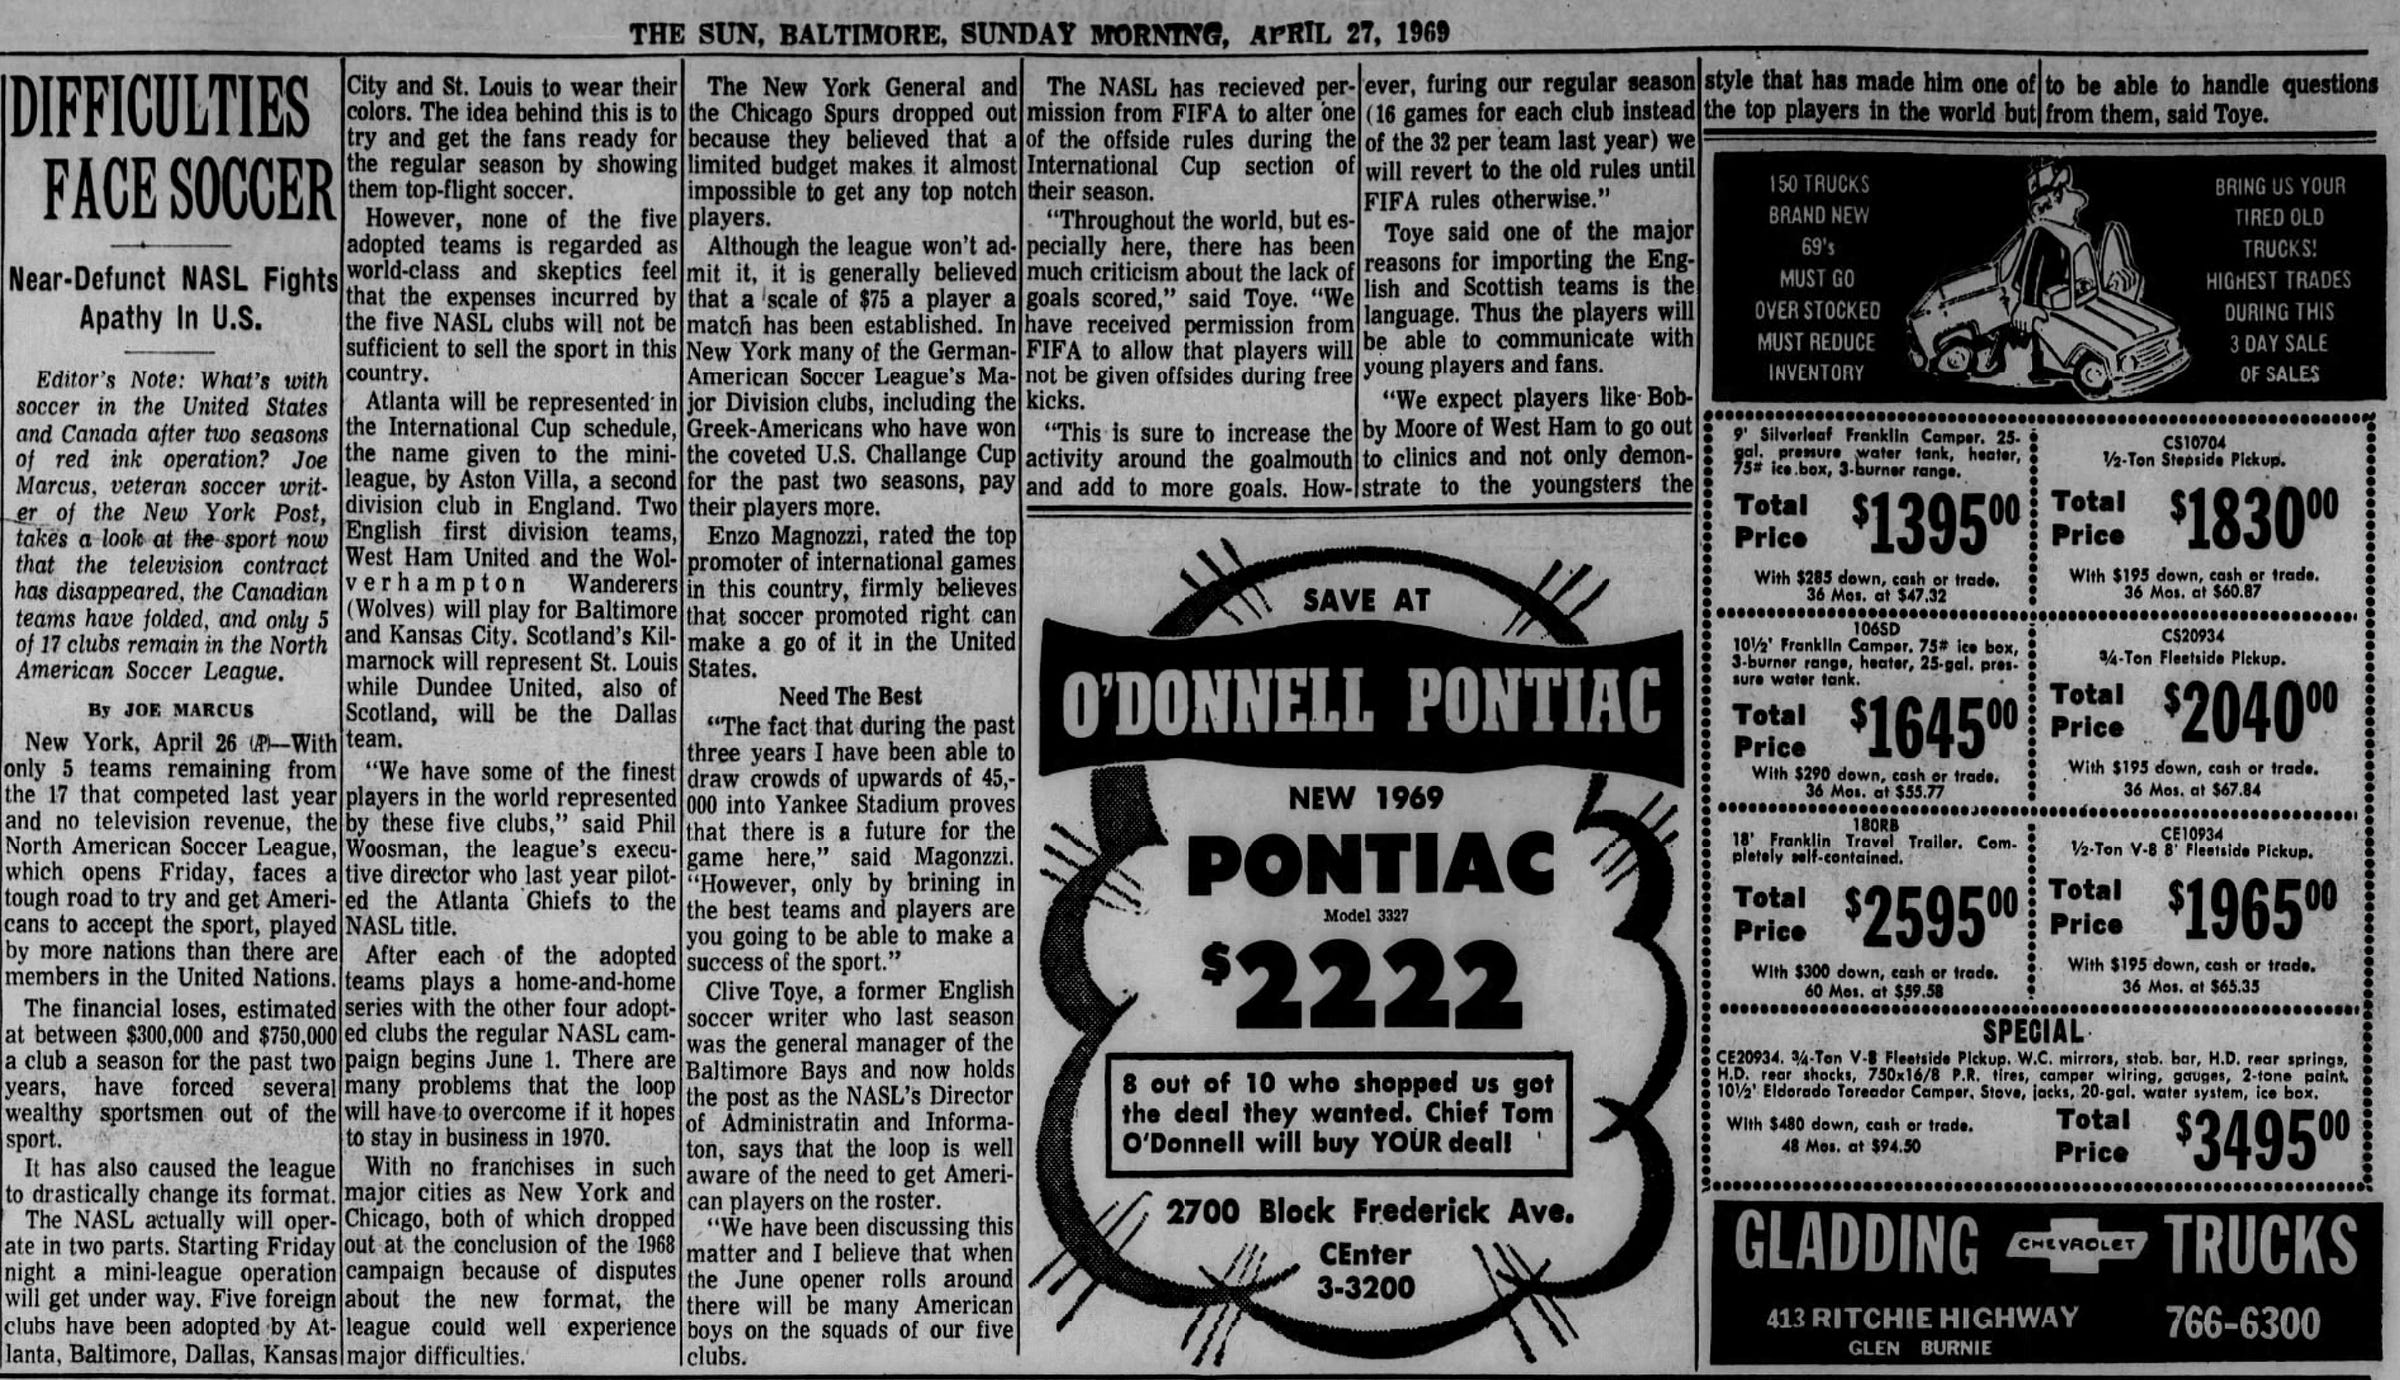 THE SUN, BALTIMORE, SUNDAY MORNING, APRIL 27, 1969
DIFFICULTIES
FACE SOCCER
Near-Defunct NASL Fights
Apathy In U.S.
Editor's Note: What's with
soccer in the United States
and Canada after two seasons
of red ink operation? Joe
Marcus, veteran soccer writ-
er of the New York Post,
takes a look at the sport now
that the television contract
has disappeared, the Canadian
teams have folded, and only 5
of 17 clubs remain in the North
American Soccer League.
By JOE MARCUS
New York, April 26 (AP)—With
only 5 teams remaining from
the 17 that competed last year
and no television revenue, the
North American Soccer League,
which opens Friday, faces a
tough road to try and get Ameri-
cans to accept the sport, played
by more nations than there are
members in the United Nations.
The financial loses, estimated
at between $300,000 and $750,000
a club a season for the past two
years, have forced several
wealthy sportsmen out of the
sport.
It has also caused the league
to drastically change its format.
The NASL actually will oper-
ate in two parts. Starting Friday
night a mini-league operation
will get under way. Five foreign
clubs have been adopted by At-
lanta, Baltimore, Dallas, Kansas
City and St. Louis to wear their
colors. The idea behind this is to
try and get the fans ready for
the regular season by showing
them top-flight soccer.
However, none of the five
adopted teams is regarded as
world-class and skeptics feel
that the expenses incurred by
the five NASL clubs will not be
sufficient to sell the sport in this
country.
Atlanta will be represented in
the International Cup schedule,
the name given to the mini-
league, by Aston Villa, a second
division club in England. Two
English first division teams,
West Ham United and the Wol-
verhampton Wanderers
(Wolves) will play for Baltimore
and Kansas City. Scotland's Kil-
marnock will represent St. Louis
while Dundee United, also of
Scotland, will be the Dallas
team.
"We have some of the finest
players in the world represented
by these five clubs," said Phil
Woosman, the league's execu-
tive director who last year pilot-
ed the Atlanta Chiefs to the
NASL title.
After each of the adopted
teams plays a home-and-home
series with the other four adopt-
ed clubs the regular NASL cam-
paign begins June 1. There are
many problems that the loop
will have to overcome if it hopes
to stay in business in 1970.
With no franchises in such
major cities as New York and
Chicago, both of which dropped
out at the conclusion of the 1968
campaign because of disputes
about the new format, the
league could well experience
major difficulties.
The New York General and
the Chicago Spurs dropped out
because they believed that a
limited budget makes it almost
impossible to get any top notch
players.
Although the league won't ad-
mit it, it is generally believed
that a scale of $75 a player a
match has been established. In
New York many of the German-
American Soccer League's Ma-
jor Division clubs, including the
Greek-Americans who have won
the coveted U.S. Challange Cup
for the past two seasons, pay
their players more.
Enzo Magnozzi, rated the top
promoter of international games
in this country, firmly believes
that soccer promoted right can
make a go of it in the United
States.
Need The Best
"The fact that during the past
three years I have been able to
draw crowds of upwards of 45,-
000 into Yankee Stadium proves
that there is a future for the
game here," said Magonzzi.
"However, only by brining in
the best teams and players are
you going to be able to make a
success of the sport."
Clive Toye, a former English
soccer writer who last season
was the general manager of the
Baltimore Bays and now holds
the post as the NASL's Director
of Administratin and Informa-
ton, says that the loop is well
aware of the need to get Ameri-
can players on the roster.
"We have been discussing this
matter and I believe that when
the June opener rolls around
there will be many American
boys on the squads of our five
clubs.
The NASL has recieved per-
mission from FIFA to alter one
of the offside rules during the
International Cup section of
their season.
"Throughout the world, but es-
pecially here, there has been
much criticism about the lack of
goals scored," said Toye. "We
have received permission from
FIFA to allow that players will
not be given offsides during free
kicks.
"This is sure to increase the
activity around the goalmouth
and add to more goals. How-
ever, furing our regular season
(16 games for each club instead
of the 32 per team last year) we
will revert to the old rules until
FIFA rules otherwise."
Toye said one of the major
reasons for importing the Eng-
lish and Scottish teams is the
language. Thus the players will
be able to communicate with
young players and fans.
"We expect players like Bob-
by Moore of West Ham to go out
to clinics and not only demon-
strate to the youngsters the
style that has made him one of
the top players in the world but
to be able to handle questions
from them, said Toye.
SAVE AT
O'DONNELL PONTIAC
NEW 1969
PONTIAC
Model 3327
$2222
8 out of 10 who shopped us got
the deal they wanted. Chief Tom
O'Donnell will buy YOUR deal!
2700 Block Frederick Ave.
CEnter
3-3200
150 TRUCKS
BRAND NEW
69's
MUST GO
OVER STOCKED
MUST REDUCE
INVENTORY
BRING US YOUR
TIRED OLD
TRUCKS!
HIGHEST TRADES
DURING THIS
3 DAY SALE
OF SALES
9' Silverleaf Franklin Camper. 25-
gal. pressure water tank, heater,
75# ice box, 3-burner range.
Total
Price
$1395.00
With $285 down, cash or trade.
36 Mos. at $47.32
CS10704
1/2-Ton Stepside Pickup.
Total
Price
$1830.00
With $195 down, cash or trade.
36 Mos. at $60.87
106SD
10½' Franklin Camper. 75# ice box,
3-burner range, heater, 25-gal. pres-
sure water tank.
Total
Price
$1645.00
With $290 down, cash or trade.
36 Mos. at $55.77
CS20934
3/4-Ton Fleetside Pickup.
Total
Price
$2040.00
With $195 down, cash or trade.
36 Mos. at $67.84
180RB
18' Franklin Travel Trailer. Com-
pletely self-contained.
Total
Price
$2595.00
With $300 down, cash or trade.
60 Mos. at $59.58
CE10934
1/2-Ton V-8 8' Fleetside Pickup.
Total
Price
$1965.00
With $195 down, cash or trade.
36 Mos. at $65.35
SPECIAL
CE20934. 3/4-Ton V-8 Fleetside Pickup. W.C. mirrors, stab. bar, H.D. rear springs,
H.D. rear shocks, 750x16/8 P.R. tires, camper wiring, gauges, 2-tone paint.
10½' Eldorado Toreador Camper, Stove, jacks, 20-gal. water system, ice box.
With $480 down, cash or trade.
48 Mos. at $94.50
Total
Price
$3495.00
GLADDING CHEVROLET TRUCKS
413 RITCHIE HIGHWAY
GLEN BURNIE
766-6300